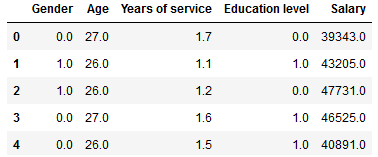 Gender Age Years of service Education level Salary
0 0.0 27.0 1.7 0.0 39343.0
1 1.0 26.0 1.1 1.0 43205.0
2 1.0 26.0 1.2 0.0 47731.0
3 0.0 27.0 1.6 1.0 46525.0
4 0.0 26.0 1.5 1.0 40891.0